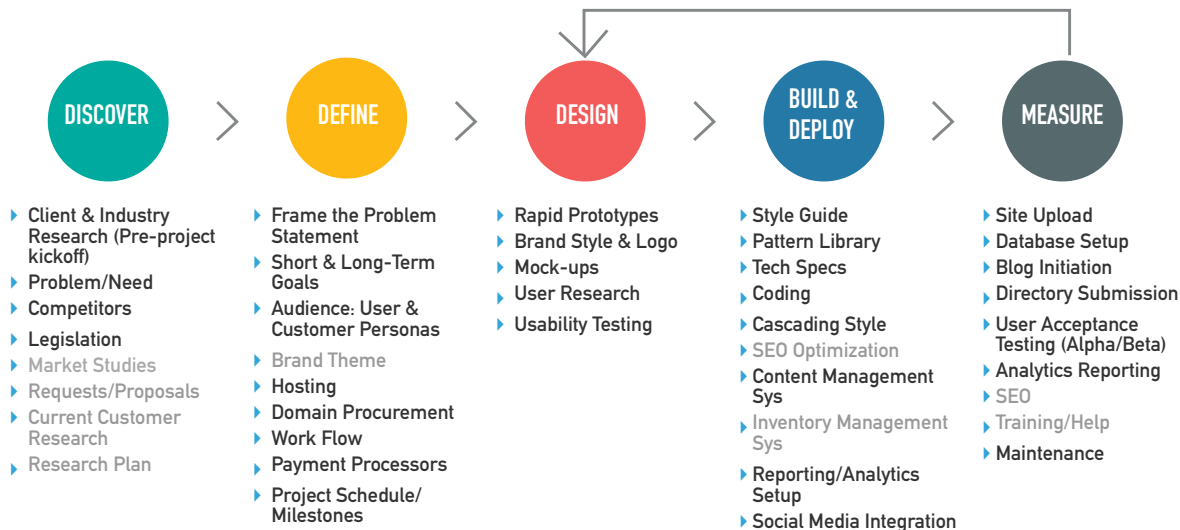 DISCOVER
DEFINE
DESIGN
BUILD &
DEPLOY
MEASURE
Client & Industry
Research (Pre-project
kickoff)
Problem/Need
Competitors
Legislation
Market Studies
Requests/Proposals
Current Customer
Research
Research Plan
Frame the Problem
Statement
Short & Long-Term
Goals
Audience: User &
Customer Personas
Brand Theme
Hosting
Domain Procurement
Work Flow
Payment Processors
Project Schedule/
Milestones
Rapid Prototypes
Brand Style & Logo
Mock-ups
User Research
Usability Testing
Style Guide
Pattern Library
Tech Specs
Coding
Cascading Style
SEO Optimization
Content Management
Sys
Inventory Management
Sys
Reporting/Analytics
Setup
Social Media Integration
Site Upload
Database Setup
Blog Initiation
Directory Submission
User Acceptance
Testing (Alpha/Beta)
Analytics Reporting
SEO
Training/Help
Maintenance